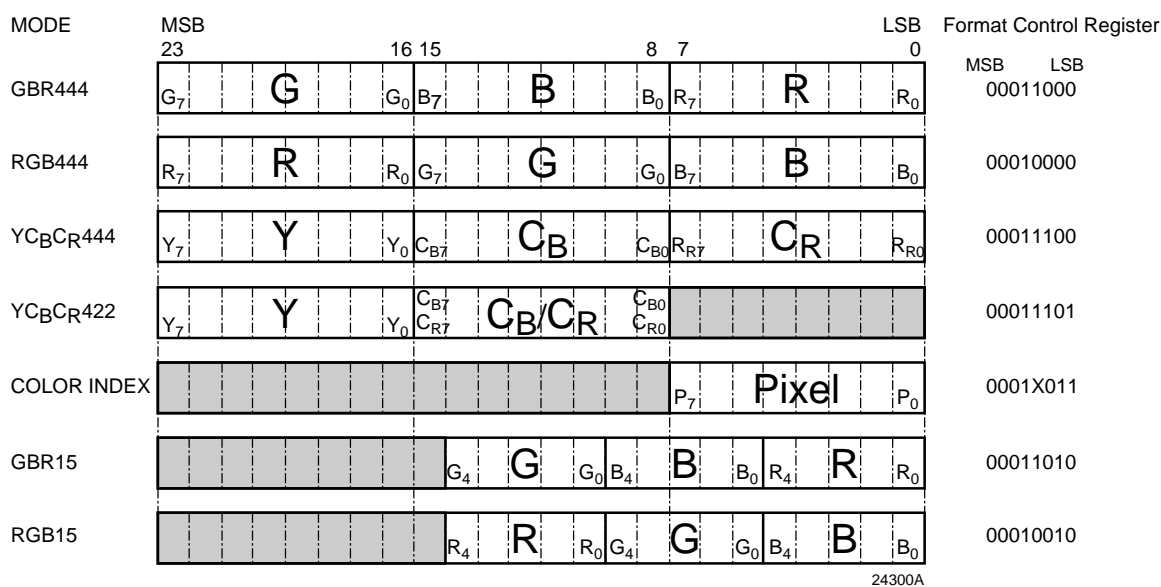 MODE MSB LSB Format Control Register
23 16 15 8 7 0
MSB LSB
GBR444 G7 G G0 B7 B B0 R7 R R0 00011000
RGB444 R7 R R0 G7 G G0 B7 B B0 00010000
YCBCR444 Y7 Y Y0 CB7 CB CB0 RR7 CR RR0 00011100
YCBCR422 Y7 Y Y0 CB7 CR7 CB/CR CB0 CR0 00011101
COLOR INDEX P7 Pixel P0 0001X011
GBR15 G4 G G0 B4 B B0 R4 R R0 00011010
RGB15 R4 R R0 G4 G G0 B4 B B0 00010010
24300A